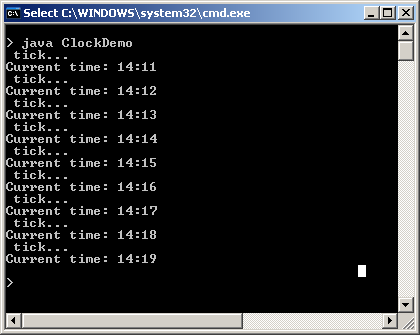 Select C:\WINDOWS\system32\cmd.exe
> java ClockDemo
tick...
Current time: 14:11
tick...
Current time: 14:12
tick...
Current time: 14:13
tick...
Current time: 14:14
tick...
Current time: 14:15
tick...
Current time: 14:16
tick...
Current time: 14:17
tick...
Current time: 14:18
tick...
Current time: 14:19
>